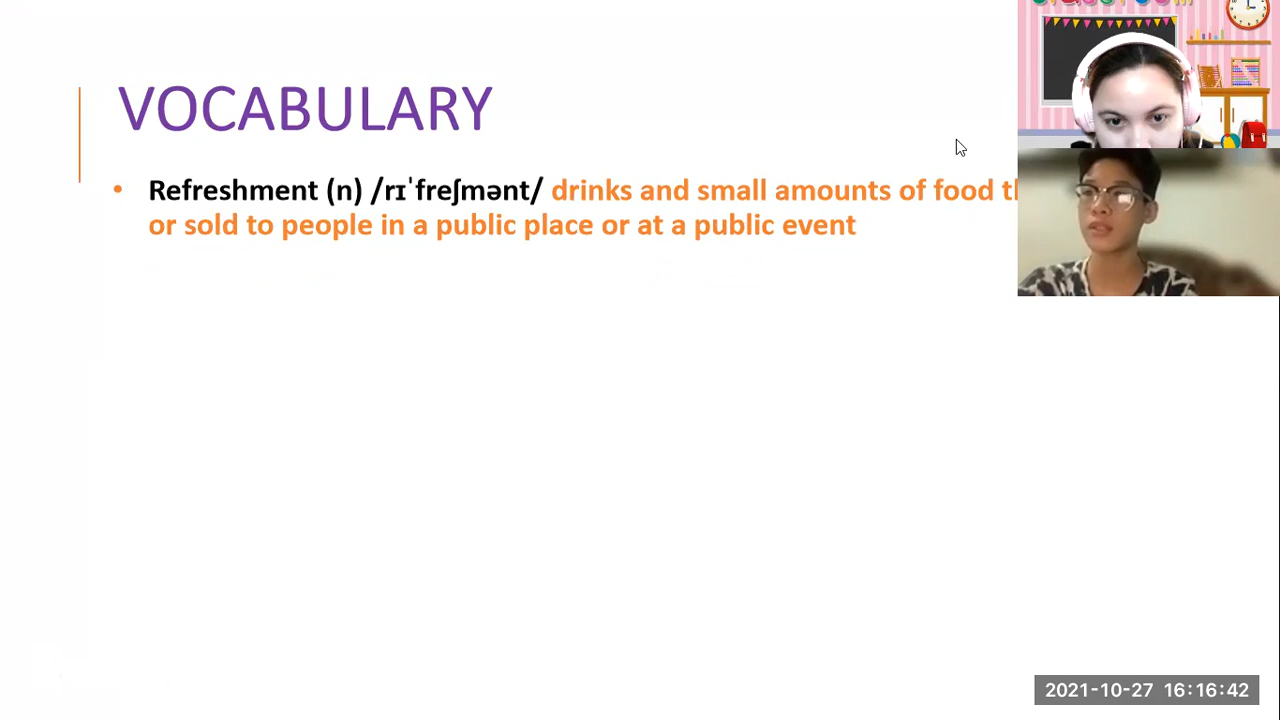 VOCABULARY
• Refreshment (n) /rɪˈfreʃmənt/ drinks and small amounts of food
or sold to people in a public place or at a public event
2021-10-27 16:16:42